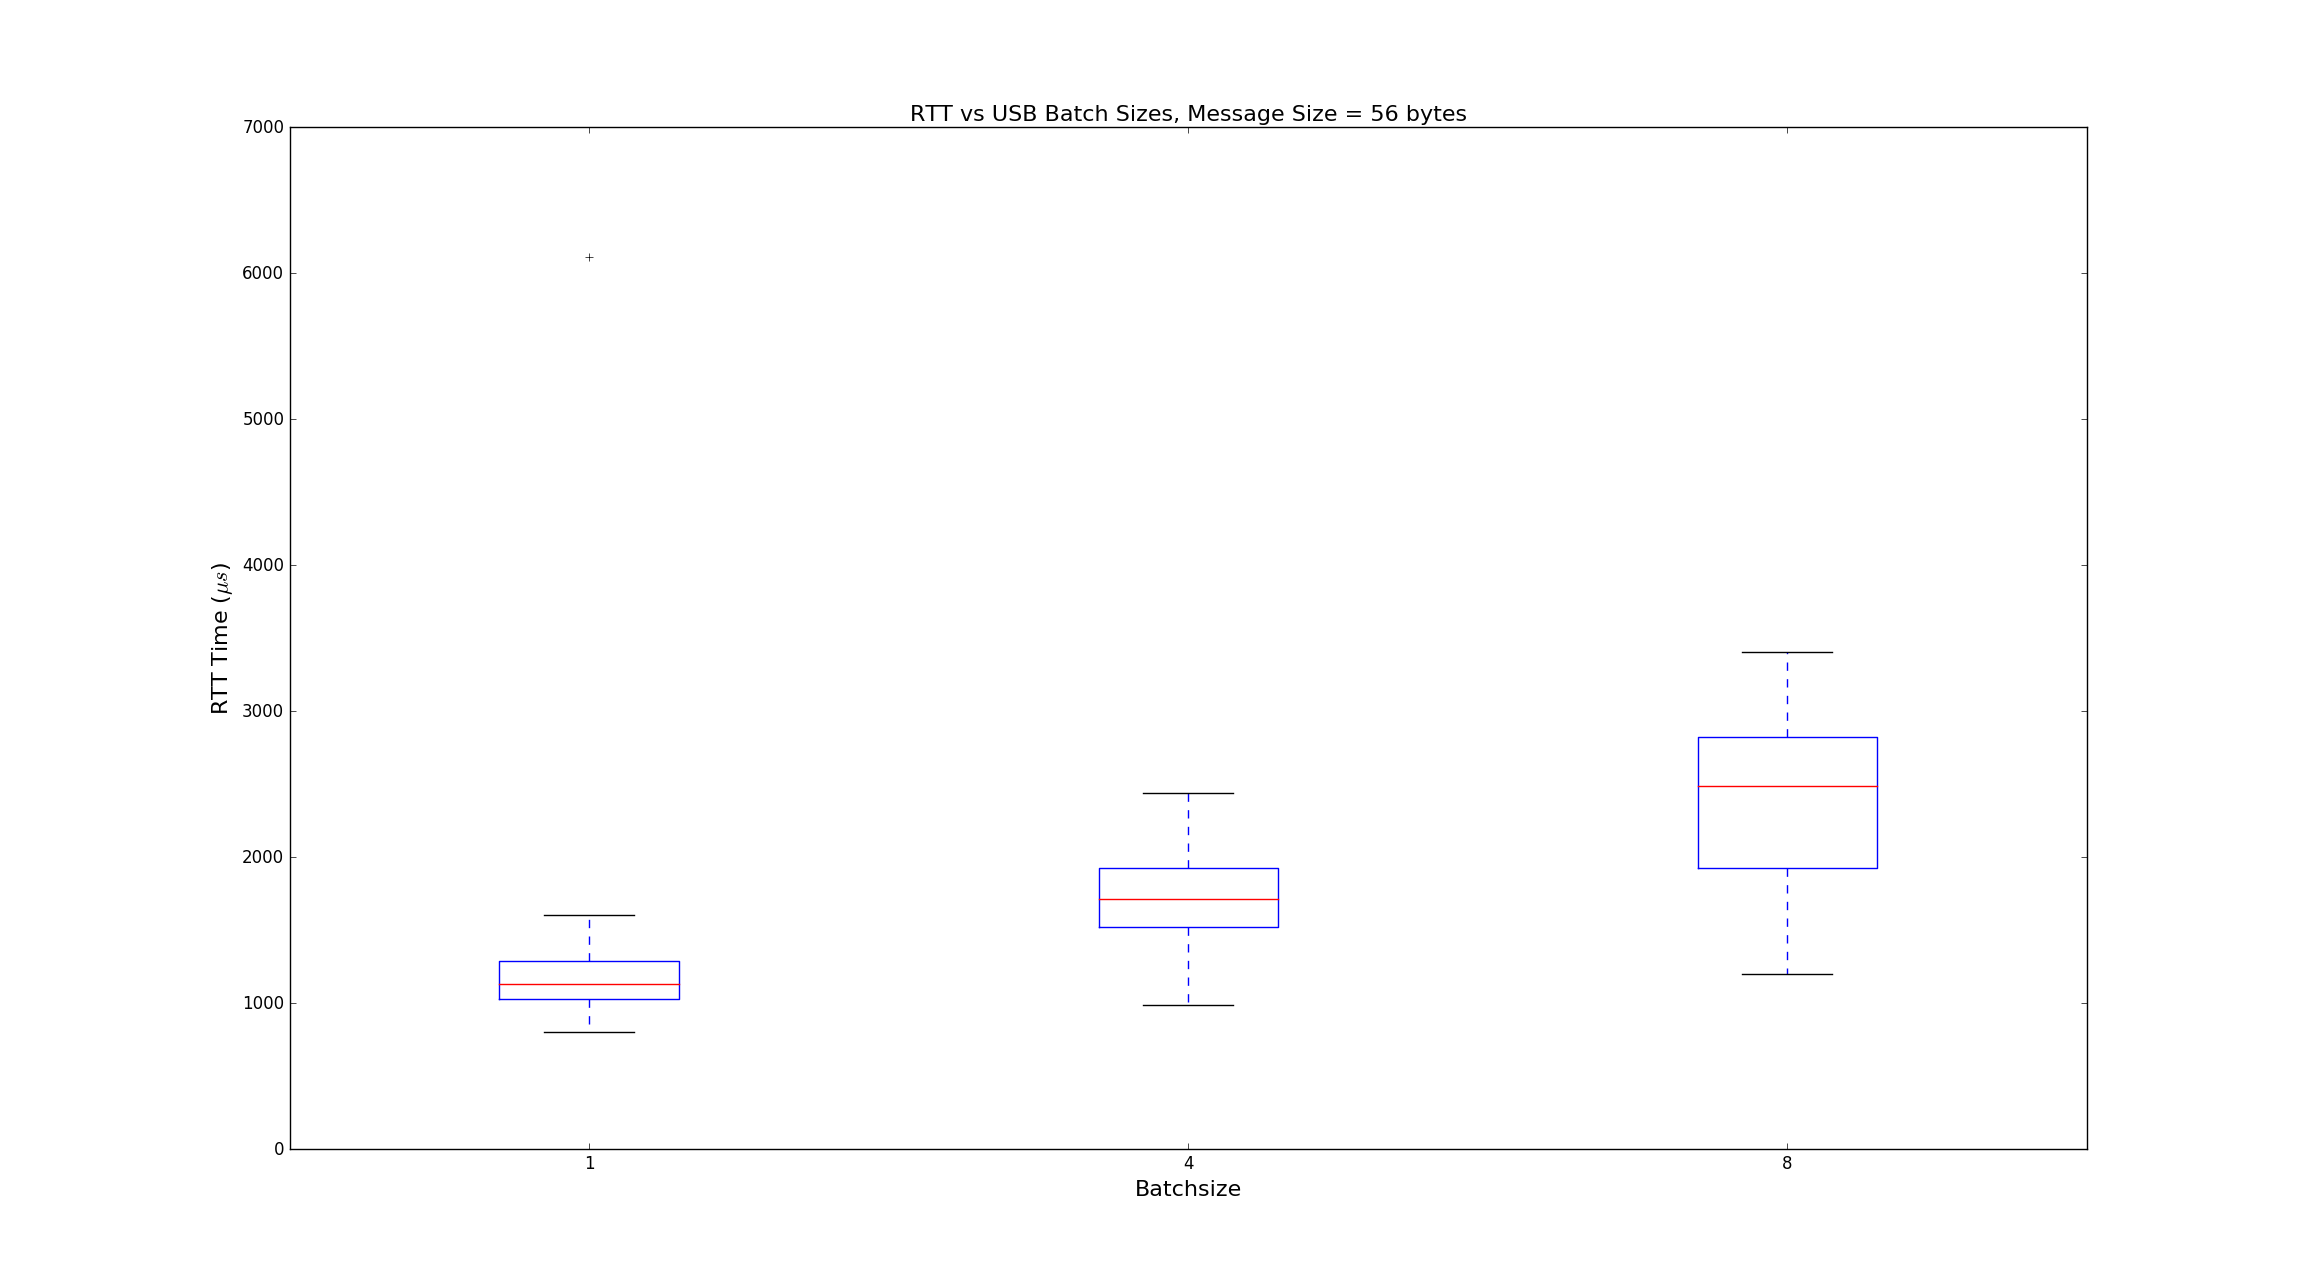 RTT vs USB Batch Sizes, Message Size = 56 bytes
7000
6000
5000
4000
3000
2000
1000
0
RTT Time (μs)
1 4 8
Batchsize